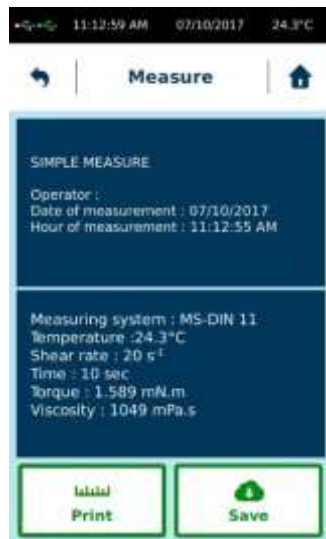 11:12:59 AM 07/10/2017 24.3°C
Measure
SIMPLE MEASURE
Operator :
Date of measurement : 07/10/2017
Hour of measurement : 11:12:55 AM
Measuring system : MS-DIN 11
Temperature :24.3°C
Shear rate : 20 s⁻¹
Time : 10 sec
Torque : 1.589 mN.m
Viscosity : 1049 mPa.s
Print Save